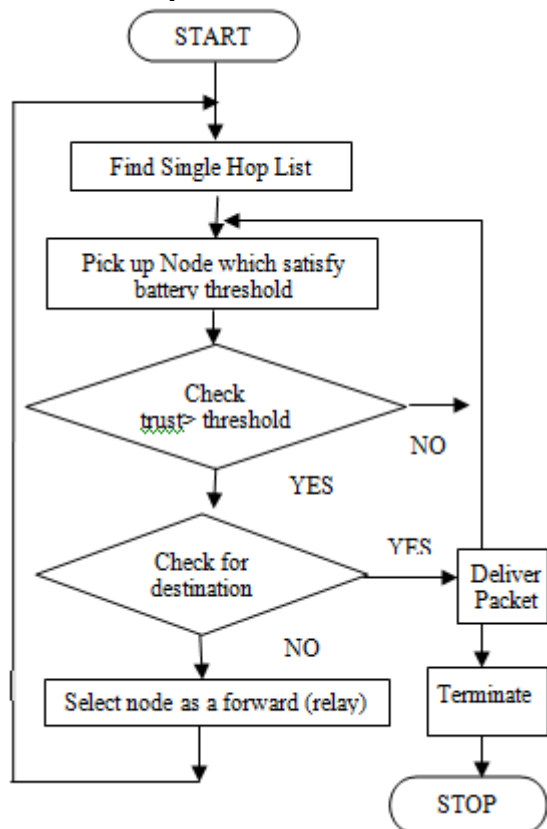 START
Find Single Hop List
Pick up Node which satisfy
battery threshold
Check
trust> threshold
NO
YES
Check for
destination
YES
Deliver
Packet
NO
Select node as a forward (relay)
Terminate
STOP